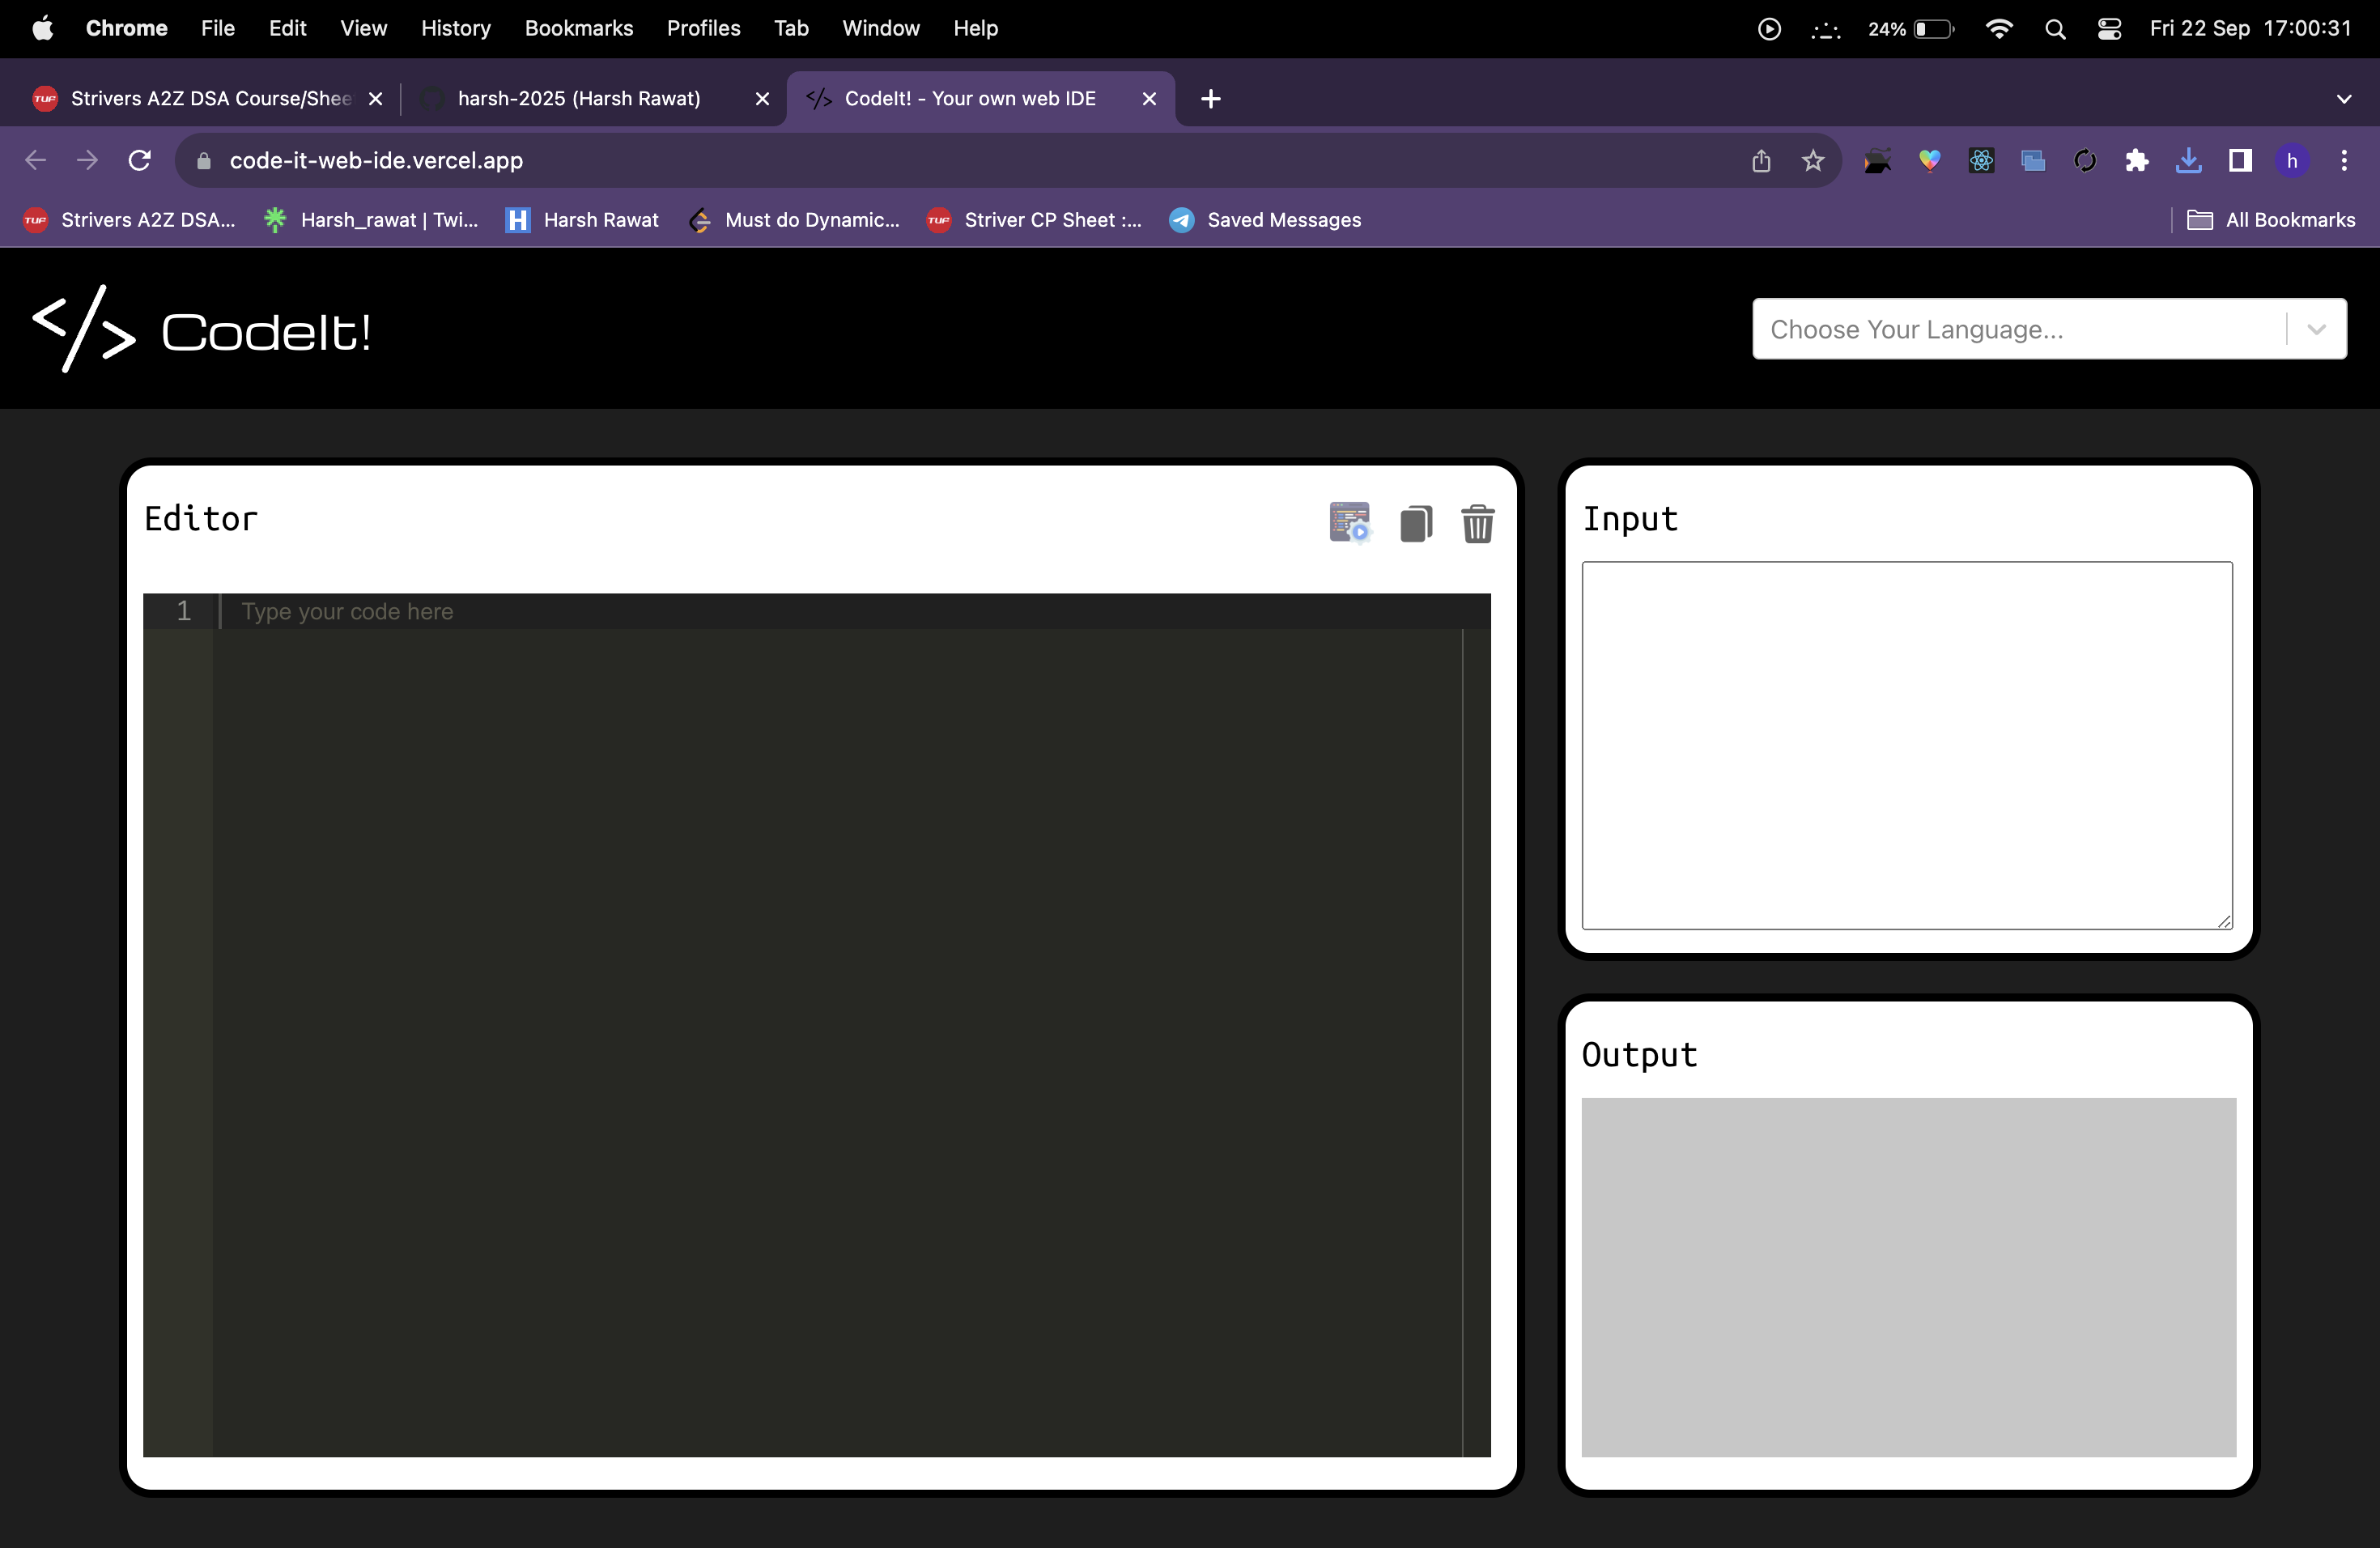 Chrome File Edit View History Bookmarks Profiles Tab Window Help 24% Fri 22 Sep 17:00:31
TUF Strivers A2Z DSA Course/Shee harsh-2025 (Harsh Rawat) </> CodeIt! - Your own web IDE
code-it-web-ide.vercel.app h
TUF Strivers A2Z DSA... Harsh_rawat | Twi... H Harsh Rawat Must do Dynamic... TUF Striver CP Sheet :... Saved Messages All Bookmarks
</> CodeIt! Choose Your Language...
Editor
1 Type your code here
Input
Output